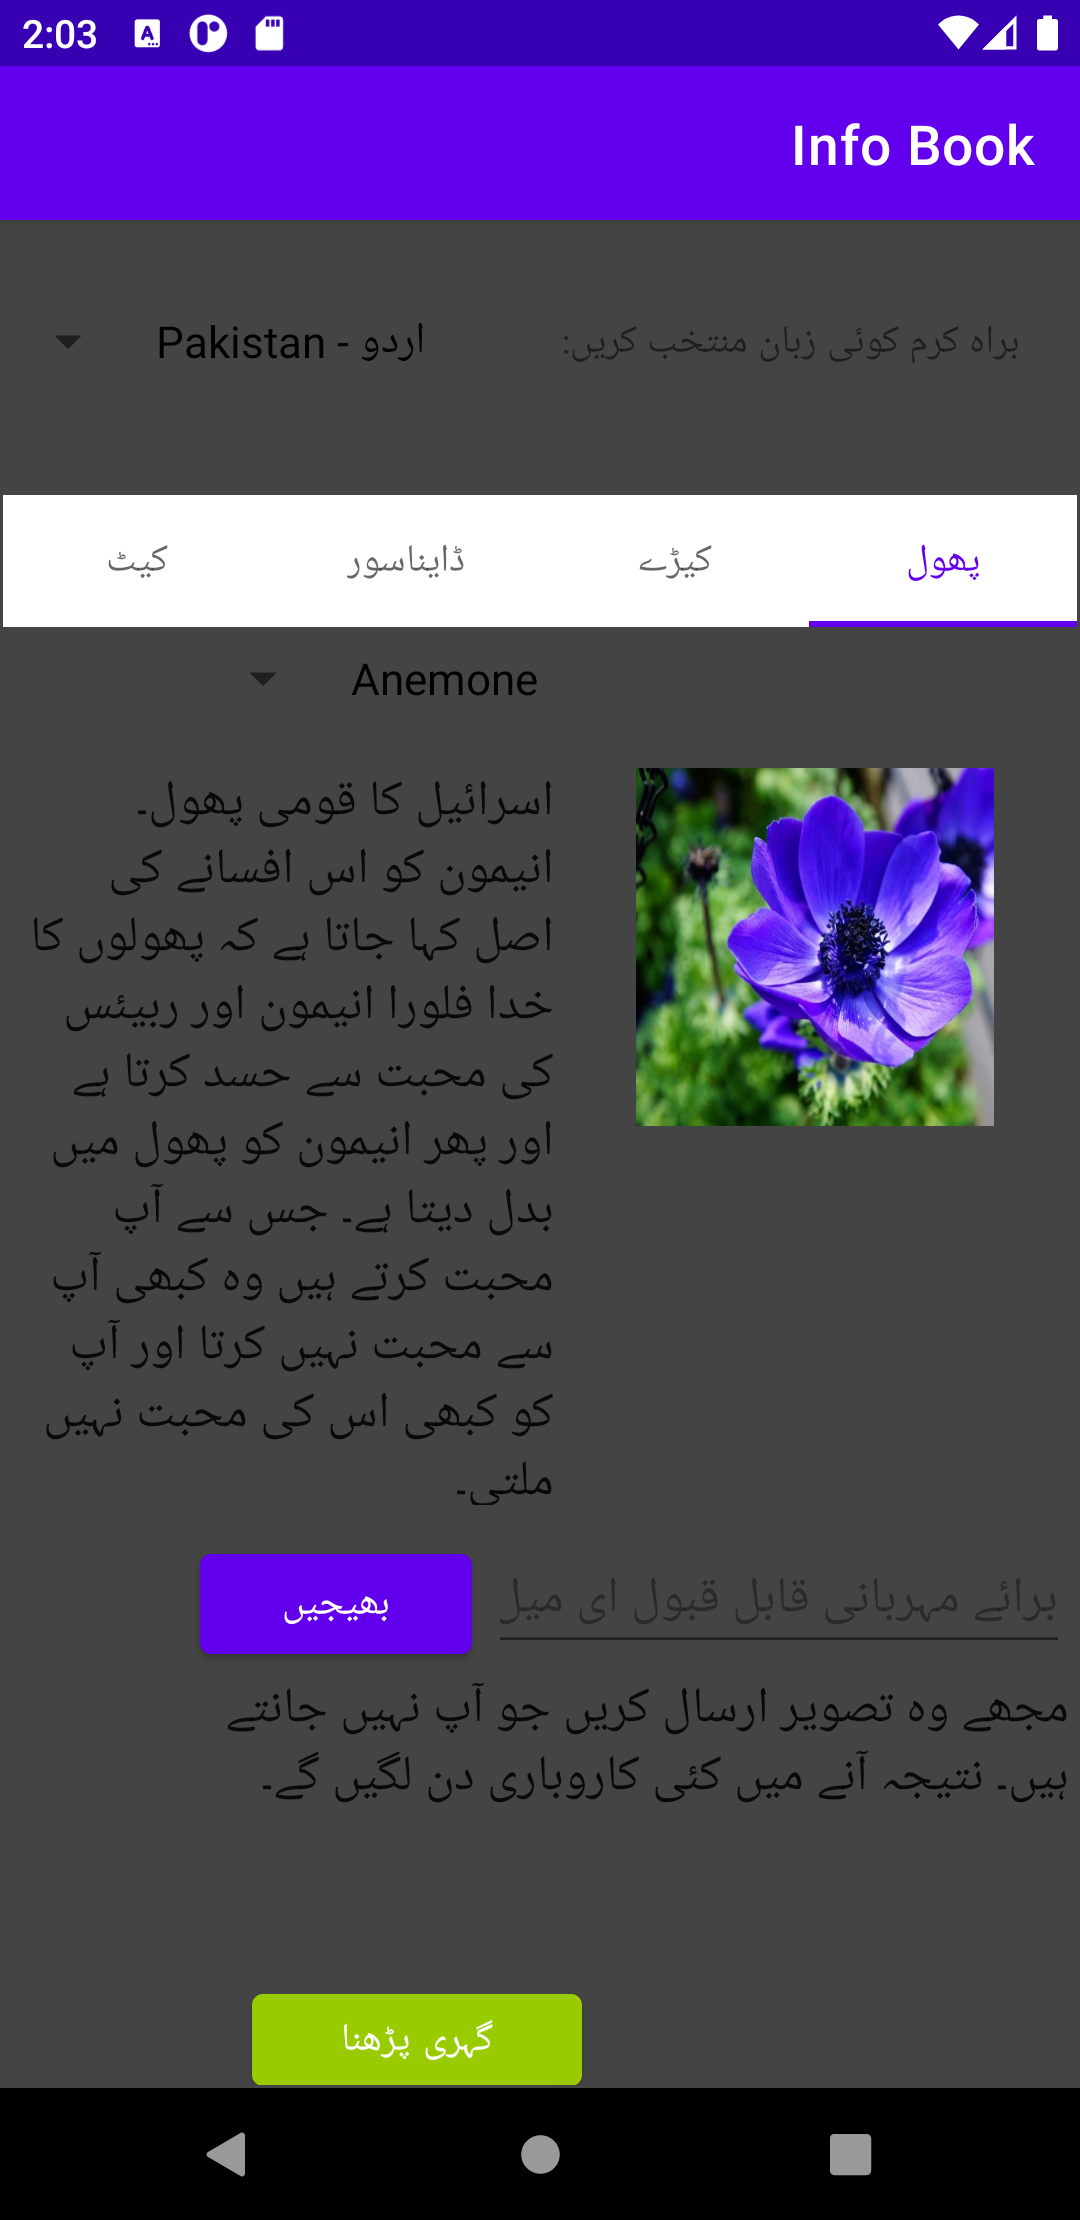 2:03
Info Book
براہ کرم کوئی زبان منتخب کریں:
Pakistan - اردو
پھول
کیڑے
ڈایناسور
کیٹ
Anemone
اسرائیل کا قومی پھول۔
انیمون کو اس افسانے کی
اصل کہا جاتا ہے کہ پھولوں کا
خدا فلورا انیمون اور ربیئس
کی محبت سے حسد کرتا ہے
اور پھر انیمون کو پھول میں
بدل دیتا ہے۔ جس سے آپ
محبت کرتے ہیں وہ کبھی آپ
سے محبت نہیں کرتا اور آپ
کو کبھی اس کی محبت نہیں
ملتی۔
برائے مہربانی قابل قبول ای میل
بھیجیں
مجھے وہ تصویر ارسال کریں جو آپ نہیں جانتے
ہیں۔ نتیجہ آنے میں کئی کاروباری دن لگیں گے۔
گہری پڑھنا